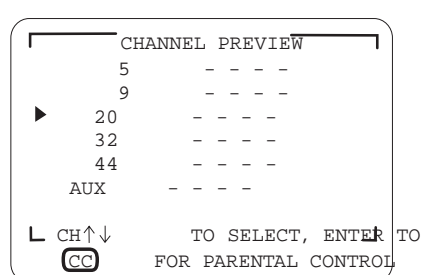 CHANNEL PREVIEW
5 - - - -
9 - - - -
20 - - - -
32 - - - -
44 - - - -
AUX - - - -
CH↑↓ TO SELECT, ENTER TO
CC FOR PARENTAL CONTROL